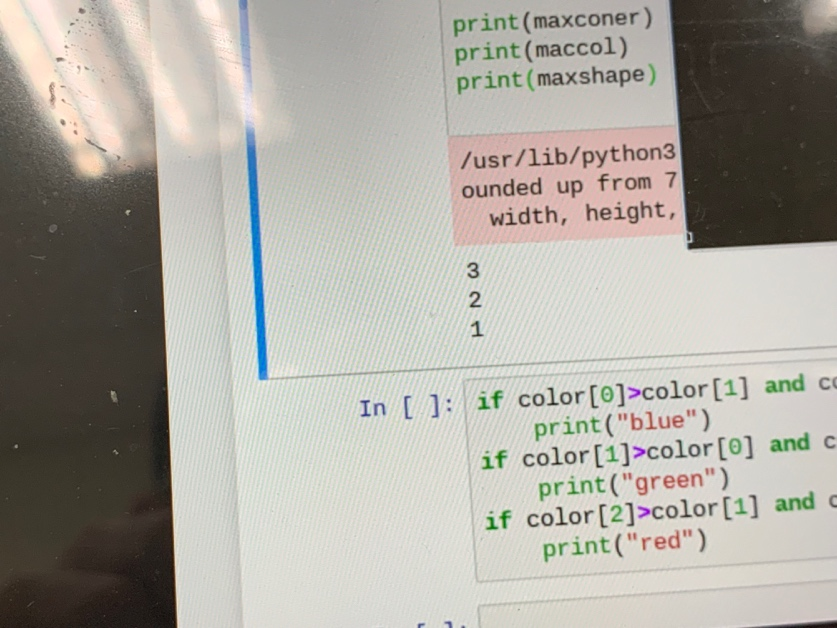 print(maxconer)
print(maccol)
print(maxshape)
/usr/lib/python3
ounded up from 7
width, height,
3
2
1
In [ ]:
if color[0]>color[1] and
print("blue")
if color[1]>color[0] and
print("green")
if color[2]>color[1] and
print("red")